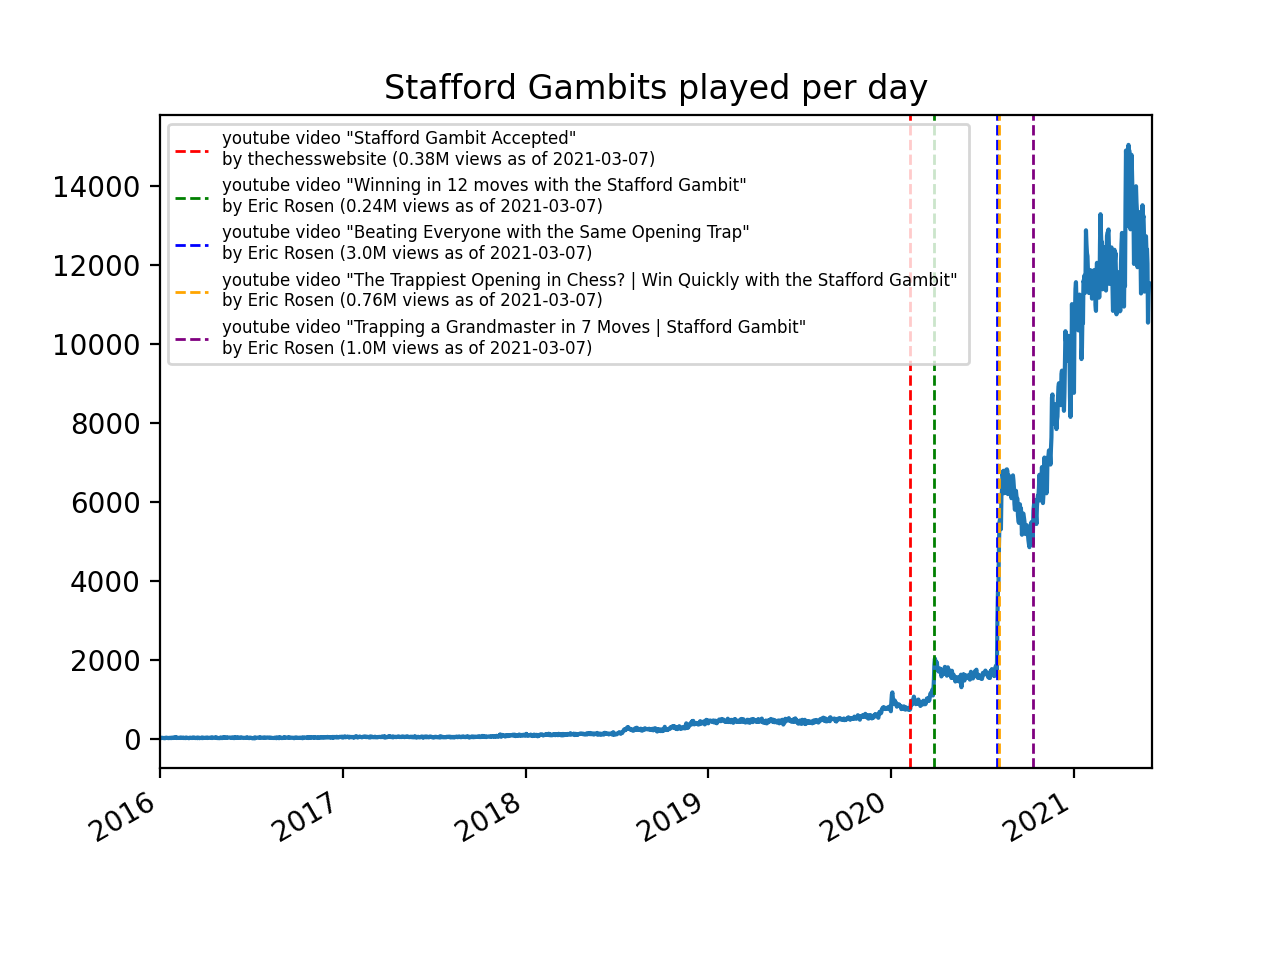 Stafford Gambits played per day
youtube video "Stafford Gambit Accepted"
by thechesswebsite (0.38M views as of 2021-03-07)
youtube video "Winning in 12 moves with the Stafford Gambit"
by Eric Rosen (0.24M views as of 2021-03-07)
youtube video "Beating Everyone with the Same Opening Trap"
by Eric Rosen (3.0M views as of 2021-03-07)
youtube video "The Trappiest Opening in Chess? | Win Quickly with the Stafford Gambit"
by Eric Rosen (0.76M views as of 2021-03-07)
youtube video "Trapping a Grandmaster in 7 Moves | Stafford Gambit"
by Eric Rosen (1.0M views as of 2021-03-07)
14000
12000
10000
8000
6000
4000
2000
0
2016
2017
2018
2019
2020
2021